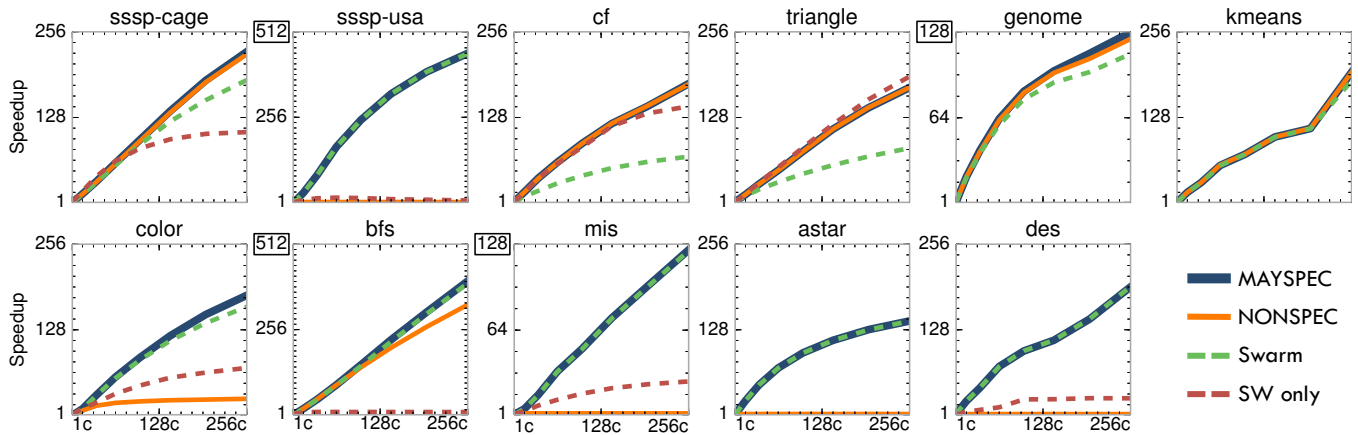 sssp-cage sssp-usa cf triangle genome kmeans
256 512 256 256 128 256
Speedup
128 256 128 128 64 128
1 1 1 1 1 1
color bfs mis astar des
256 512 128 256 256
MAYSPEC
NONSPEC
Swarm
SW only
Speedup
128 256 64 128 128
1 1 1 1 1
1c 128c 256c 1c 128c 256c 1c 128c 256c 1c 128c 256c 1c 128c 256c